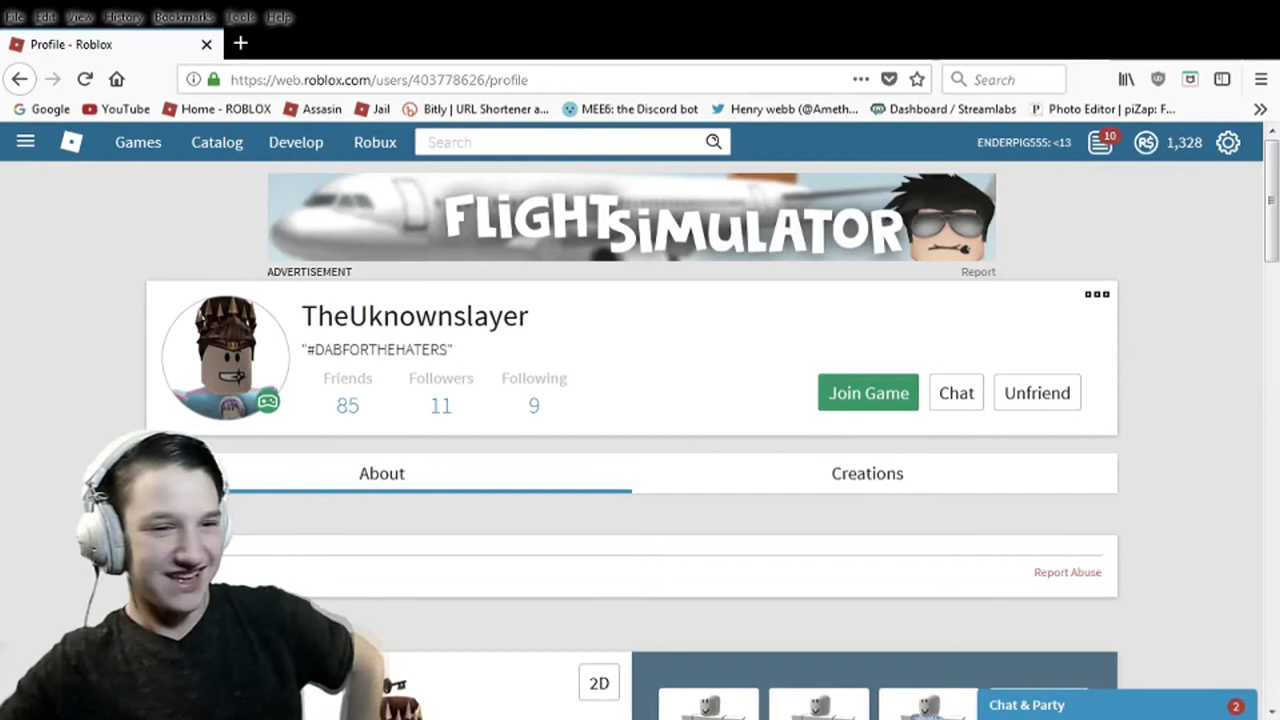 File Edit View History Bookmarks Tools Help
Profile - Roblox
https://web.roblox.com/users/403778626/profile
Search
Google YouTube Home - ROBLOX Assasin Jail Bitly | URL Shortener a... MEE6: the Discord bot Henry webb (@Ameth... Dashboard / Streamlabs Photo Editor | piZap: F...
Games Catalog Develop Robux Search ENDERPIG555: <13 10 R$ 1,328
FLiGHT SiMULATOR
ADVERTISEMENT Report
TheUknownslayer
"#DABFORTHEHATERS"
Friends Followers Following
85 11 9
Join Game Chat Unfriend
About Creations
Report Abuse
2D
Chat & Party 2